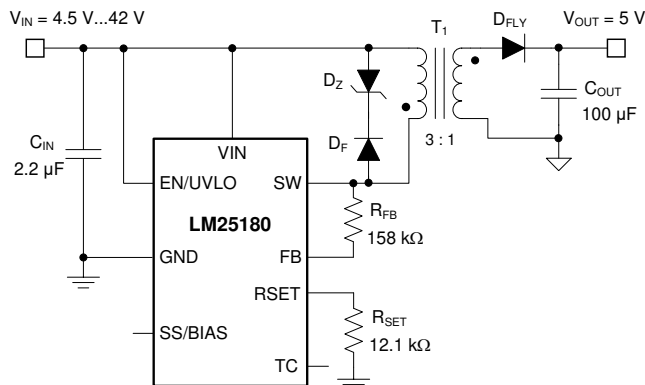 V_IN = 4.5 V...42 V
T_1
D_FLY
V_OUT = 5 V
D_Z
C_OUT
100 µF
D_F
3 : 1
C_IN
2.2 µF
VIN
EN/UVLO
SW
LM25180
R_FB
158 kΩ
GND
FB
RSET
R_SET
12.1 kΩ
SS/BIAS
TC